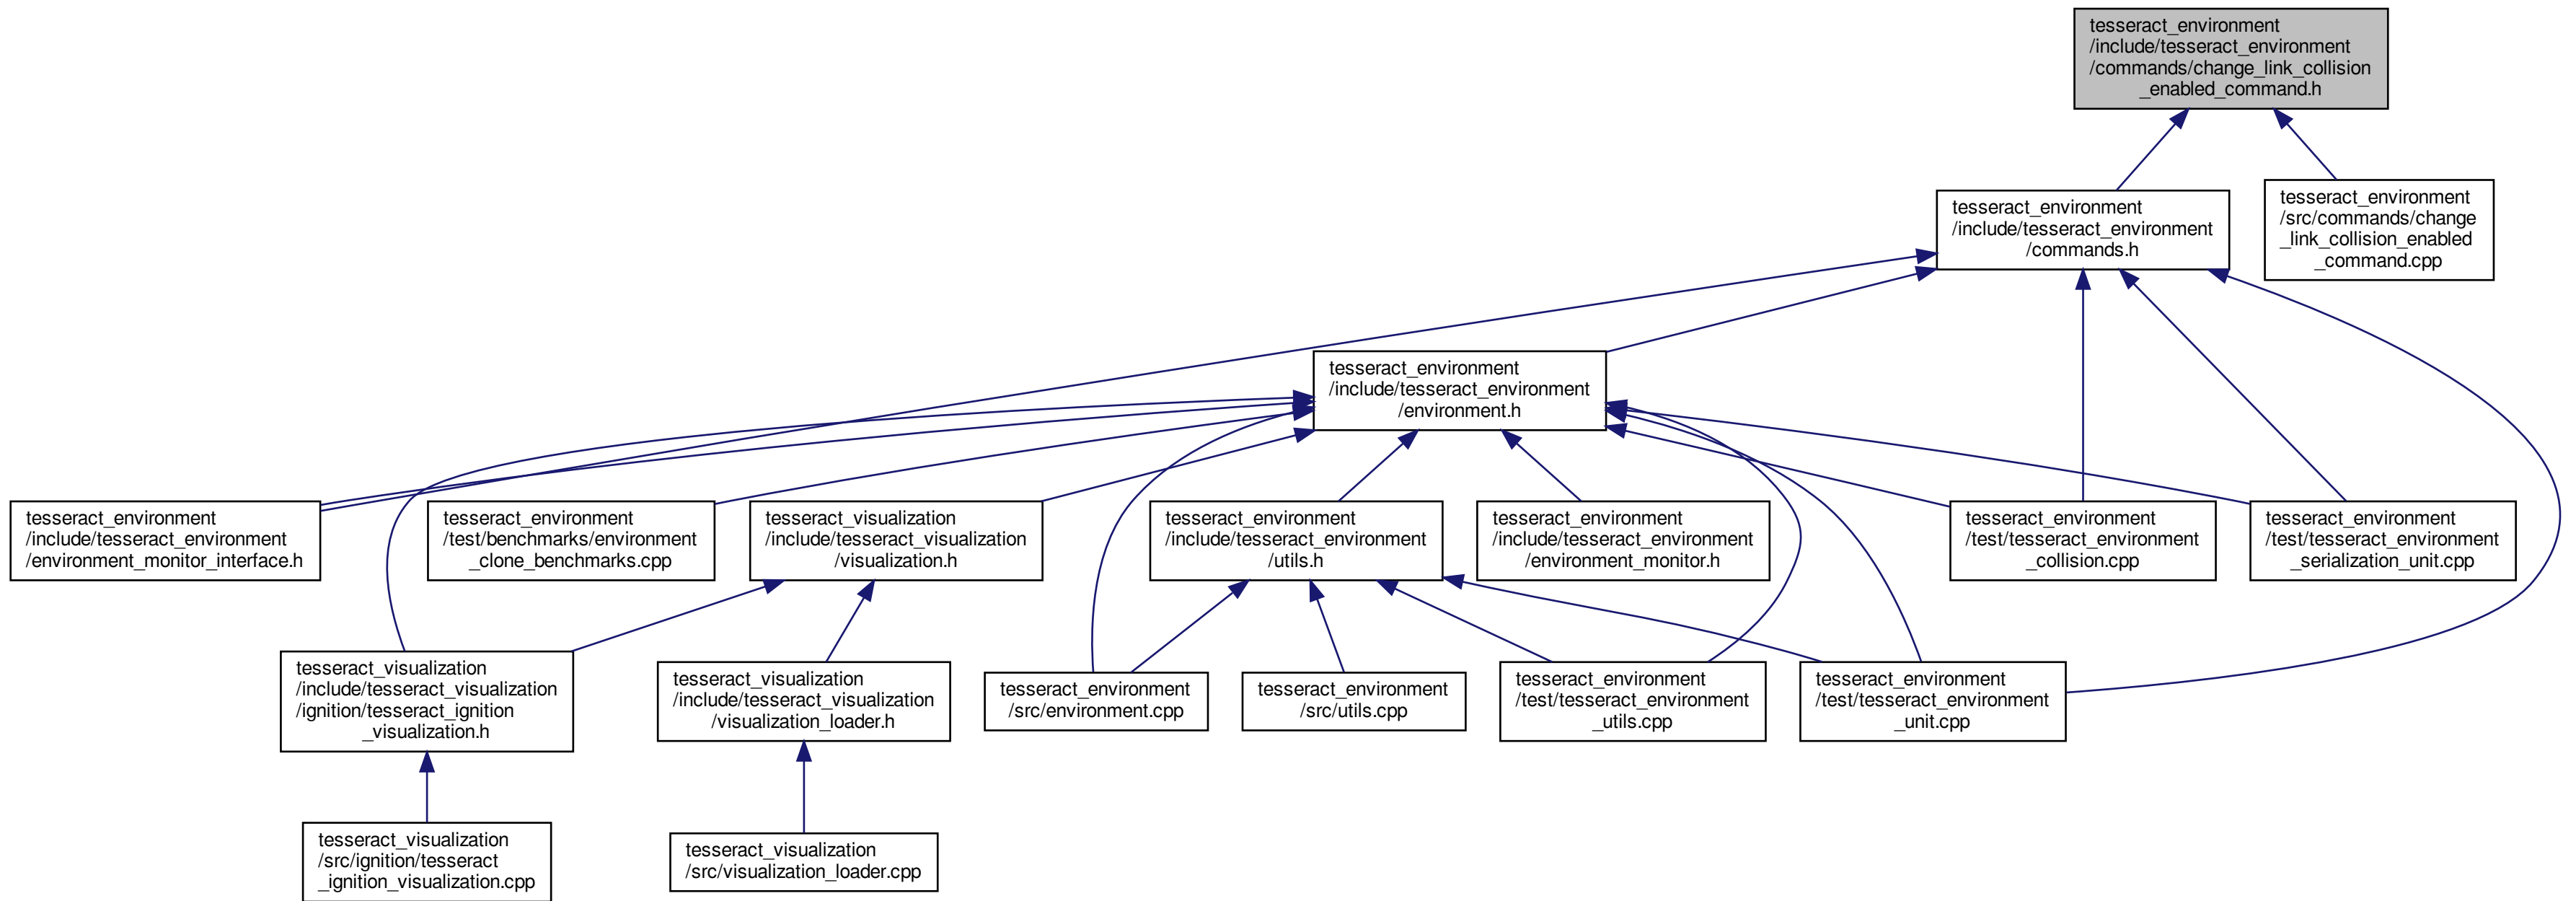 tesseract_environment
/include/tesseract_environment
/commands/change_link_collision
_enabled_command.h
tesseract_environment
/include/tesseract_environment
/commands.h
tesseract_environment
/src/commands/change
_link_collision_enabled
_command.cpp
tesseract_environment
/include/tesseract_environment
/environment.h
tesseract_environment
/include/tesseract_environment
/environment_monitor_interface.h
tesseract_environment
/test/benchmarks/environment
_clone_benchmarks.cpp
tesseract_visualization
/include/tesseract_visualization
/visualization.h
tesseract_environment
/include/tesseract_environment
/utils.h
tesseract_environment
/include/tesseract_environment
/environment_monitor.h
tesseract_environment
/test/tesseract_environment
_collision.cpp
tesseract_environment
/test/tesseract_environment
_serialization_unit.cpp
tesseract_visualization
/include/tesseract_visualization
/ignition/tesseract_ignition
_visualization.h
tesseract_visualization
/include/tesseract_visualization
/visualization_loader.h
tesseract_environment
/src/environment.cpp
tesseract_environment
/src/utils.cpp
tesseract_environment
/test/tesseract_environment
_utils.cpp
tesseract_environment
/test/tesseract_environment
_unit.cpp
tesseract_visualization
/src/ignition/tesseract
_ignition_visualization.cpp
tesseract_visualization
/src/visualization_loader.cpp